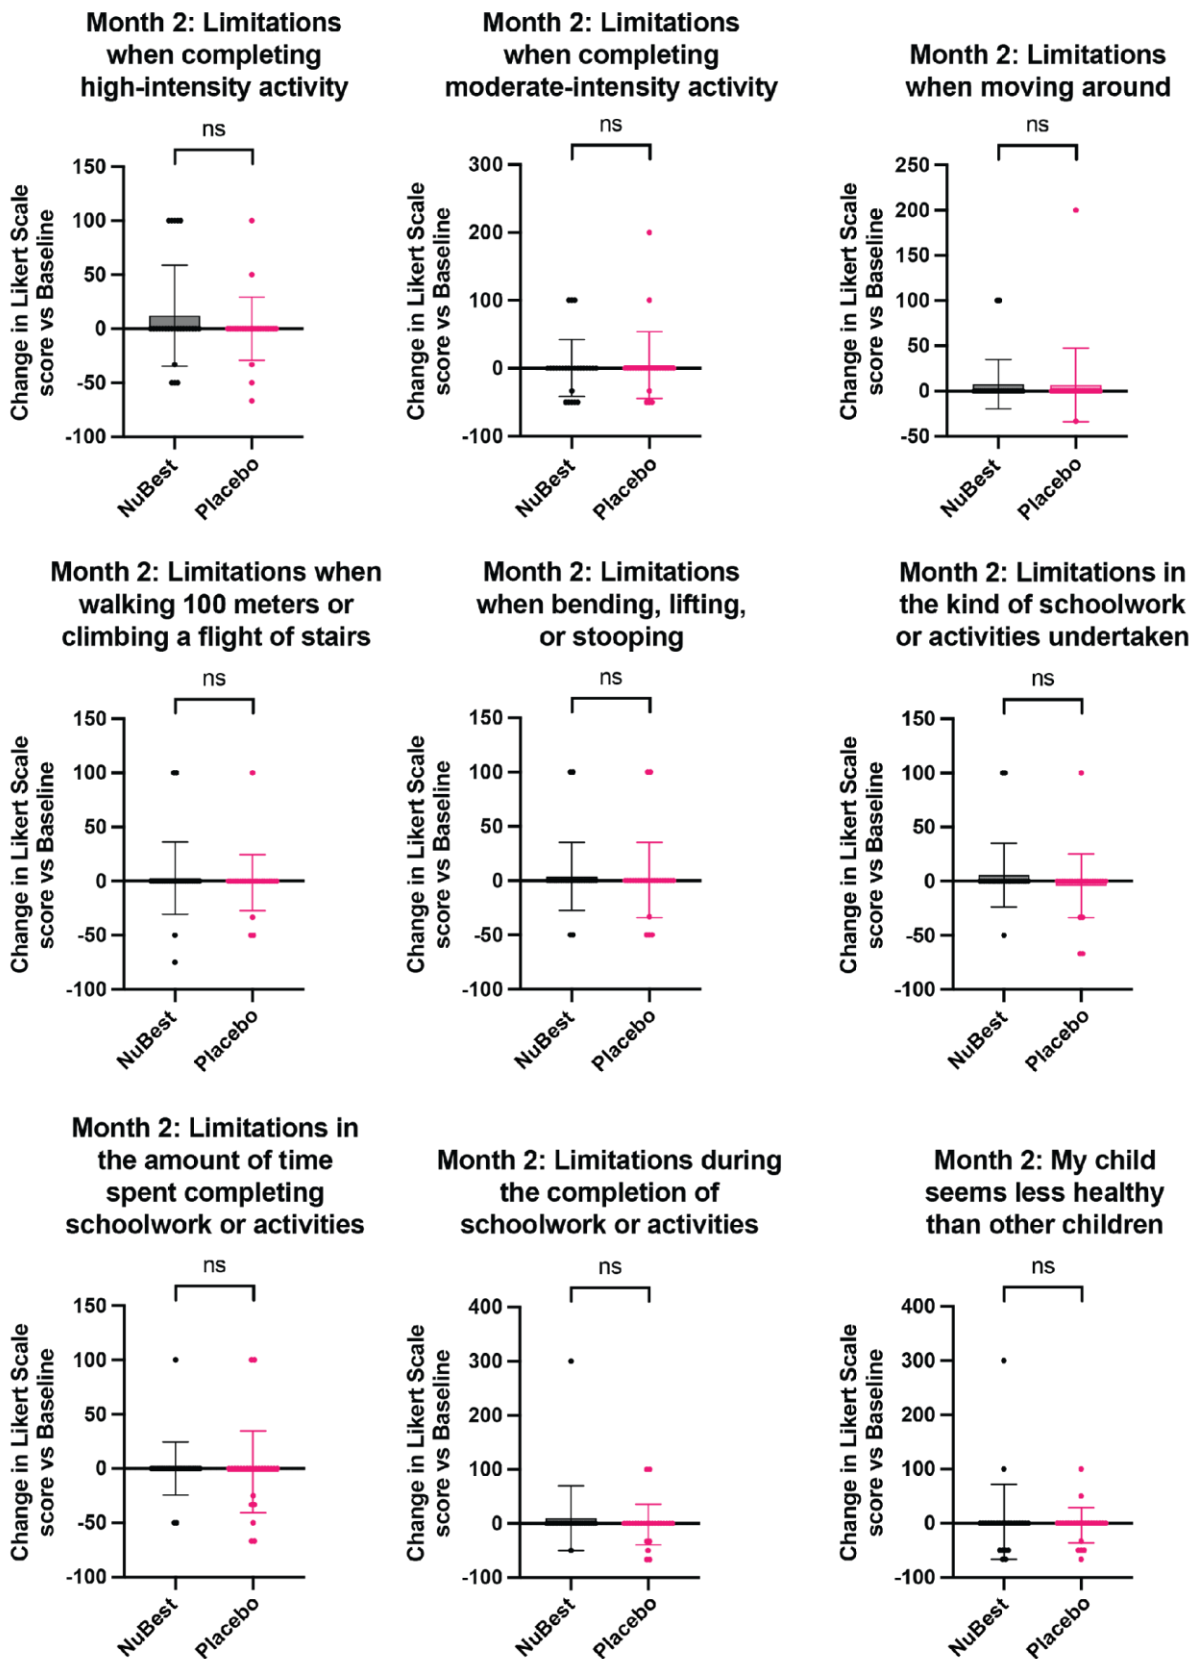 Month 2: Limitations
when completing
high-intensity activity
ns
Change in Likert Scale
score vs Baseline
150
100
50
0
-50
-100
NuBest
Placebo
Month 2: Limitations
when completing
moderate-intensity activity
ns
Change in Likert Scale
score vs Baseline
300
200
100
0
-100
NuBest
Placebo
Month 2: Limitations
when moving around
ns
Change in Likert Scale
score vs Baseline
250
200
150
100
50
0
-50
NuBest
Placebo
Month 2: Limitations when
walking 100 meters or
climbing a flight of stairs
ns
Change in Likert Scale
score vs Baseline
150
100
50
0
-50
-100
NuBest
Placebo
Month 2: Limitations
when bending, lifting,
or stooping
ns
Change in Likert Scale
score vs Baseline
150
100
50
0
-50
-100
NuBest
Placebo
Month 2: Limitations in
the kind of schoolwork
or activities undertaken
ns
Change in Likert Scale
score vs Baseline
150
100
50
0
-50
-100
NuBest
Placebo
Month 2: Limitations in
the amount of time
spent completing
schoolwork or activities
ns
Change in Likert Scale
score vs Baseline
150
100
50
0
-50
-100
NuBest
Placebo
Month 2: Limitations during
the completion of
schoolwork or activities
ns
Change in Likert Scale
score vs Baseline
400
300
200
100
0
-100
NuBest
Placebo
Month 2: My child
seems less healthy
than other children
ns
Change in Likert Scale
score vs Baseline
400
300
200
100
0
-100
NuBest
Placebo